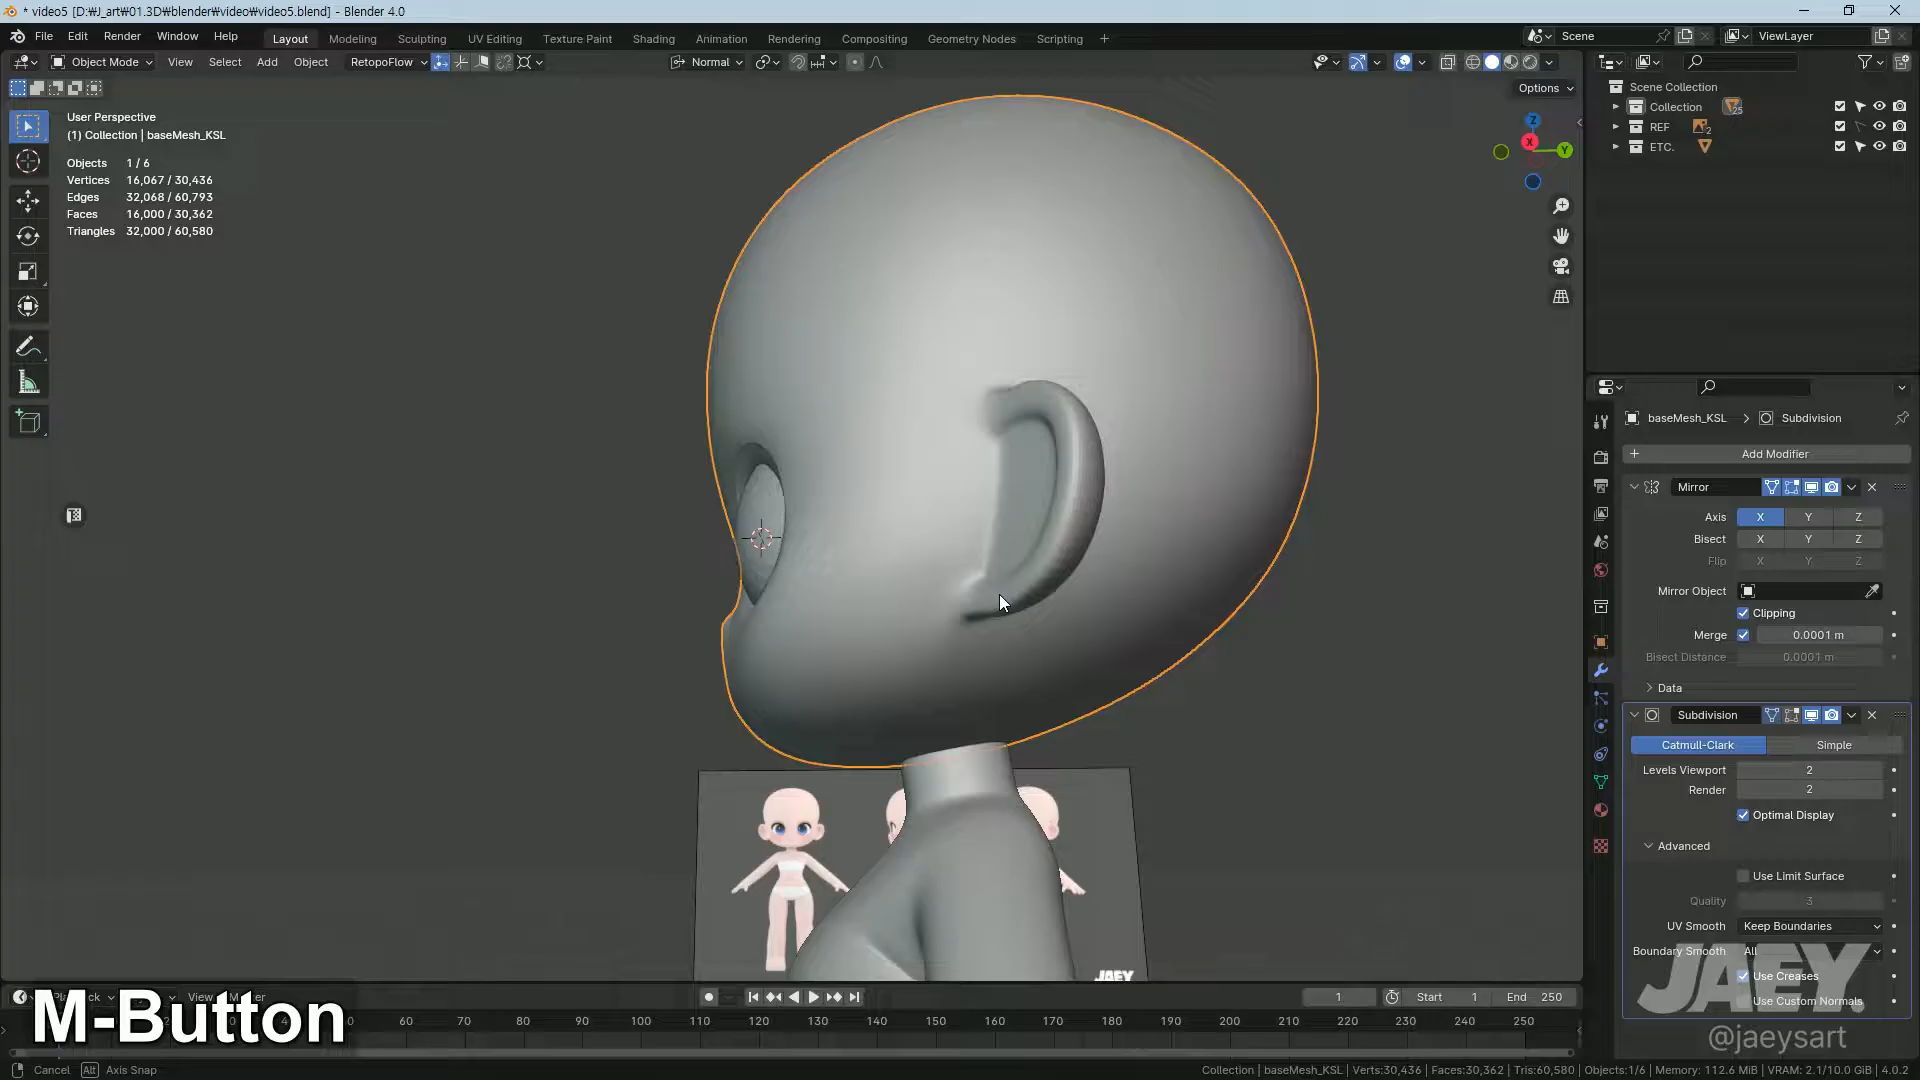 * video5 [D:₩J_art₩01.3D₩blender₩video₩video5.blend] - Blender 4.0
File Edit Render Window Help
Layout Modeling Sculpting UV Editing Texture Paint Shading Animation Rendering Compositing Geometry Nodes Scripting +
Scene
ViewLayer
Object Mode View Select Add Object RetopoFlow
Normal
Options
User Perspective
(1) Collection | baseMesh_KSL
Objects 1 / 6
Vertices 16,067 / 30,436
Edges 32,068 / 60,793
Faces 16,000 / 30,362
Triangles 32,000 / 60,580
Z
X
Y
Scene Collection
Collection 25
REF 2
ETC.
baseMesh_KSL > Subdivision
+ Add Modifier
Mirror
Axis X Y Z
Bisect X Y Z
Flip X Y Z
Mirror Object
Clipping
Merge 0.0001 m
Bisect Distance 0.0001 m
Data
Subdivision
Catmull-Clark Simple
Levels Viewport 2
Render 2
Optimal Display
Advanced
Use Limit Surface
Quality 3
UV Smooth Keep Boundaries
Boundary Smooth All
Use Creases
Use Custom Normals
JAEY.
@jaeysart
JAEY
M-Button
View
1 Start 1 End 250
60 70 80 90 100 110 120 130 140 150 160 170 180 190 200 210 220 230 240 250
Cancel Alt Axis Snap
Collection | baseMesh_KSL | Verts:30,436 | Faces:30,362 | Tris:60,580 | Objects:1/6 | Memory: 112.6 MiB | VRAM: 2.1/10.0 GiB | 4.0.2